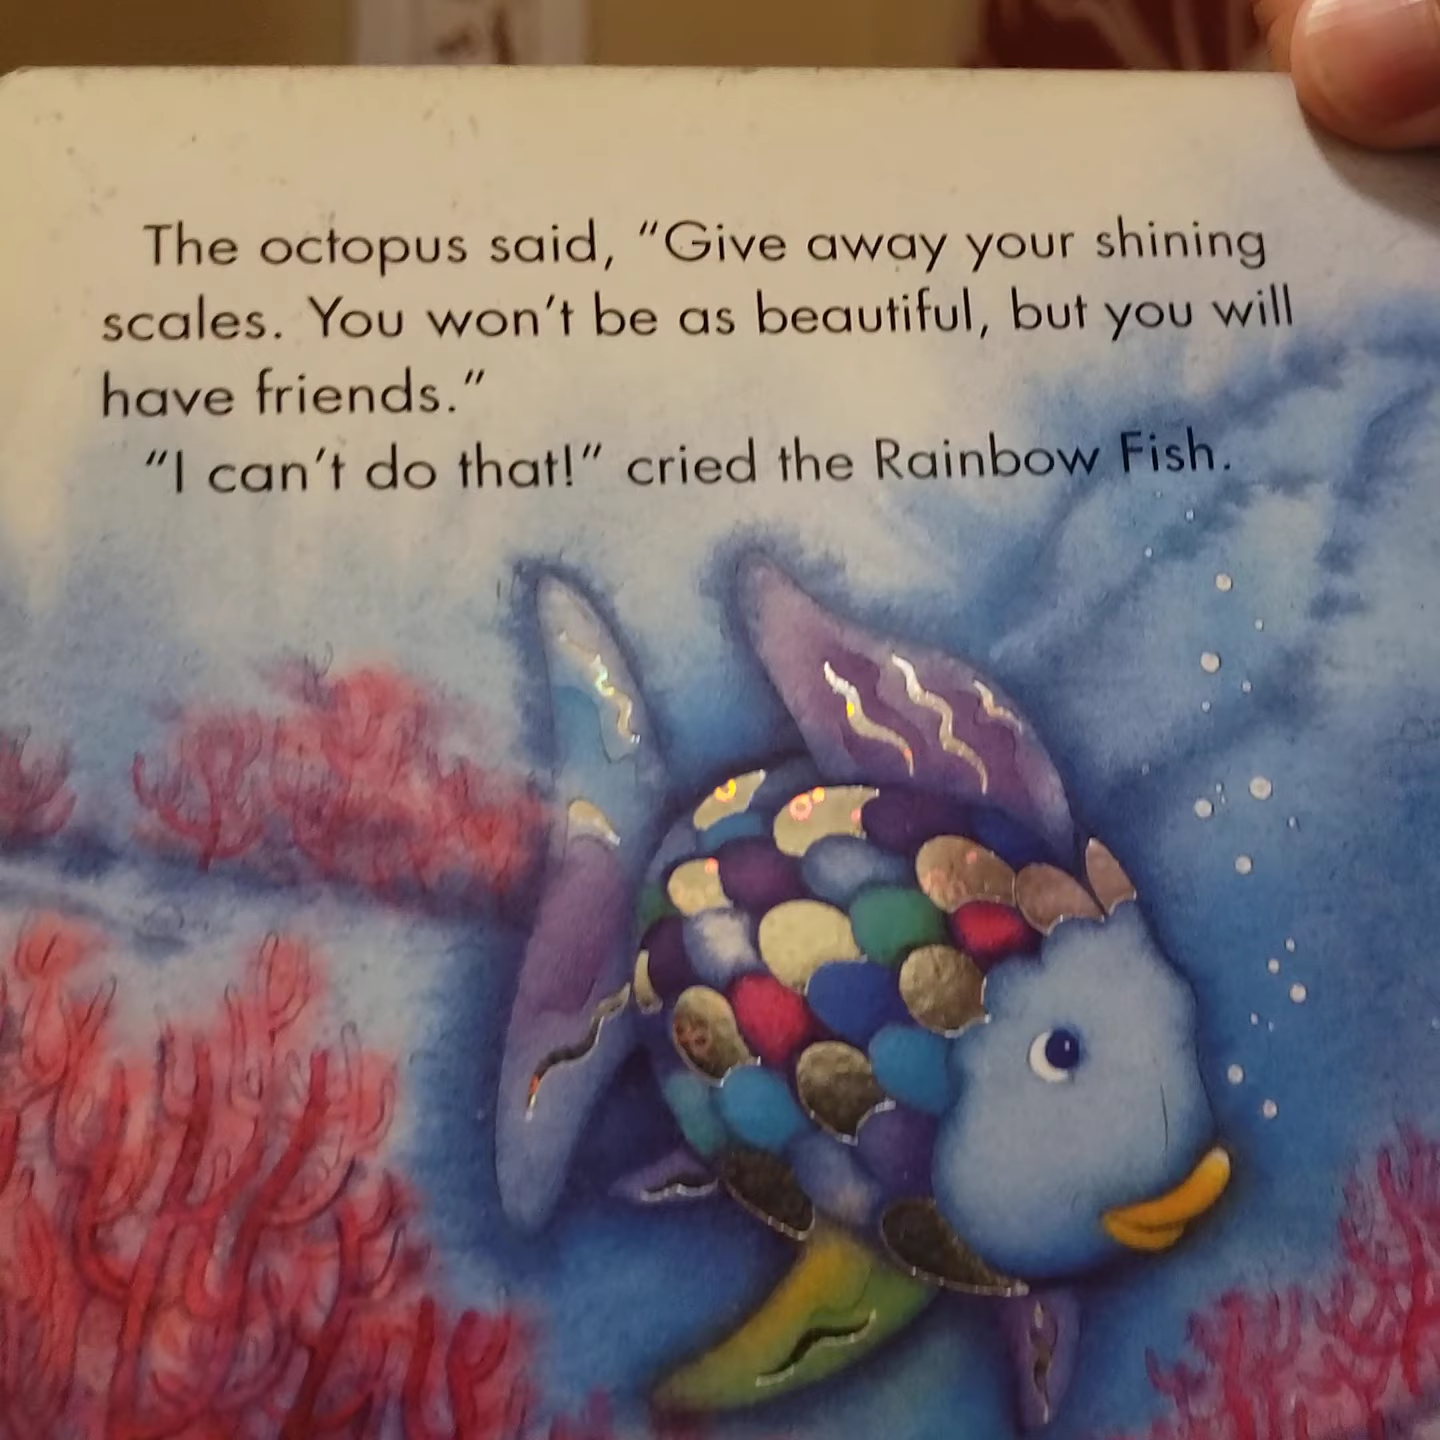 The octopus said, “Give away your shining
scales. You won’t be as beautiful, but you will
have friends.”
“I can’t do that!” cried the Rainbow Fish.